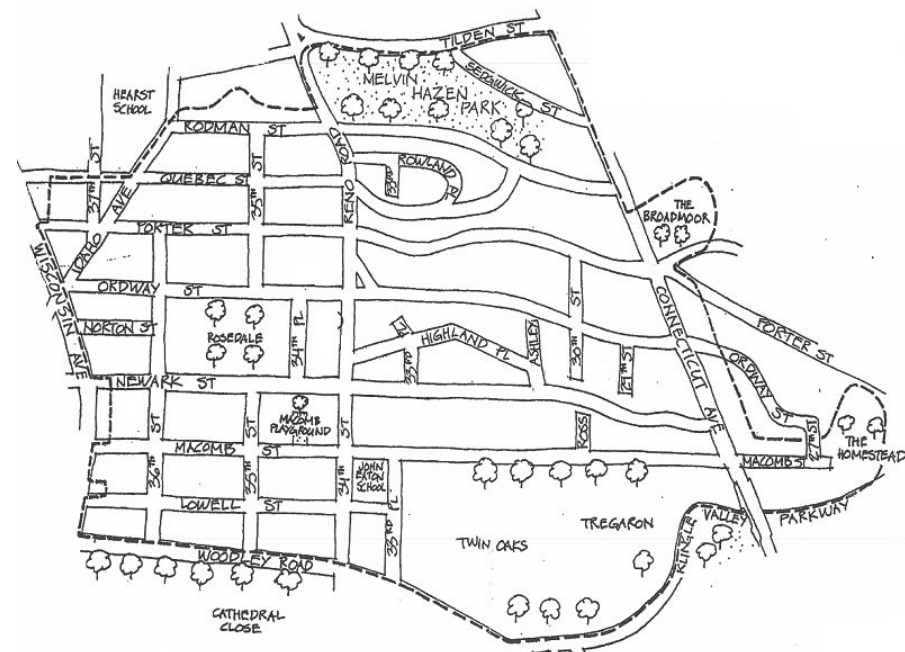 TILDEN ST
SEDGWICK ST
MELVIN
HAZEN
PARK
HEARST
SCHOOL
RODMAN ST
RENO ROAD
ROWLAND PL
33RD
37TH ST
IDAHO AVE
QUEBEC ST
35TH ST
THE
BROADMOOR
PORTER ST
WISCONSIN AVE
ORDWAY ST
NORTON ST
ROSEDALE
34TH PL
HIGHLAND PL
33RD
ASHLEY
30TH ST
29TH ST
CONNECTICUT AVE
PORTER ST
ORDWAY ST
27TH ST
NEWARK ST
MACOMB
PLAYGROUND
ROSS
THE
HOMESTEAD
MACOMB ST
MACOMB ST
36TH ST
35TH ST
34TH ST
JOHN
EATON
SCHOOL
33RD PL
LOWELL ST
TWIN OAKS
TREGARON
KLINGLE VALLEY PARKWAY
WOODLEY ROAD
CATHEDRAL
CLOSE